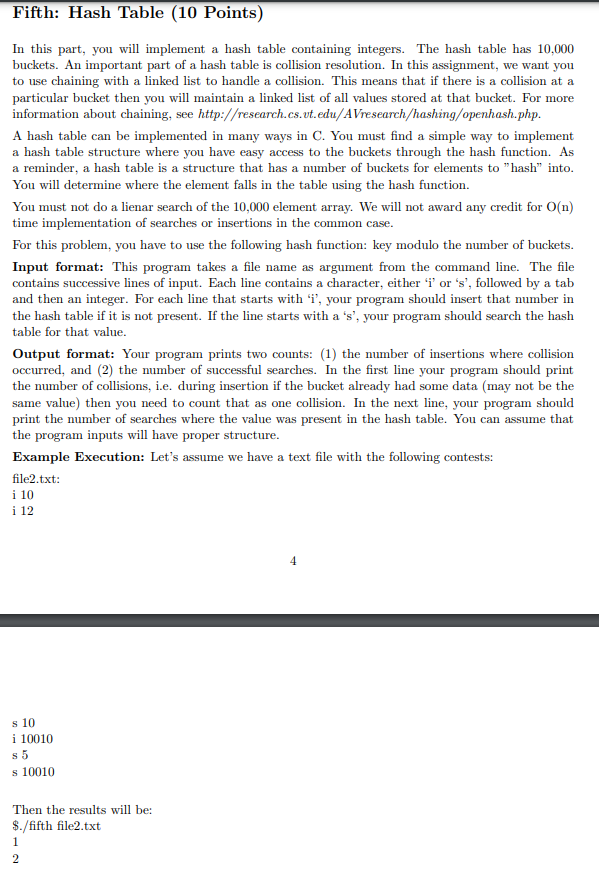 Fifth: Hash Table (10 Points)
In this part, you will implement a hash table containing integers. The hash table has 10,000
buckets. An important part of a hash table is collision resolution. In this assignment, we want you
to use chaining with a linked list to handle a collision. This means that if there is a collision at a
particular bucket then you will maintain a linked list of all values stored at that bucket. For more
information about chaining, see http://research.cs.vt.edu/AVresearch/hashing/openhash.php.
A hash table can be implemented in many ways in C. You must find a simple way to implement
a hash table structure where you have easy access to the buckets through the hash function. As
a reminder, a hash table is a structure that has a number of buckets for elements to ”hash” into.
You will determine where the element falls in the table using the hash function.
You must not do a lienar search of the 10,000 element array. We will not award any credit for O(n)
time implementation of searches or insertions in the common case.
For this problem, you have to use the following hash function: key modulo the number of buckets.
Input format: This program takes a file name as argument from the command line. The file
contains successive lines of input. Each line contains a character, either ‘i’ or ‘s’, followed by a tab
and then an integer. For each line that starts with ‘i’, your program should insert that number in
the hash table if it is not present. If the line starts with a ‘s’, your program should search the hash
table for that value.
Output format: Your program prints two counts: (1) the number of insertions where collision
occurred, and (2) the number of successful searches. In the first line your program should print
the number of collisions, i.e. during insertion if the bucket already had some data (may not be the
same value) then you need to count that as one collision. In the next line, your program should
print the number of searches where the value was present in the hash table. You can assume that
the program inputs will have proper structure.
Example Execution: Let’s assume we have a text file with the following contests:
file2.txt:
i 10
i 12
4
s 10
i 10010
s 5
s 10010
Then the results will be:
$./fifth file2.txt
1
2